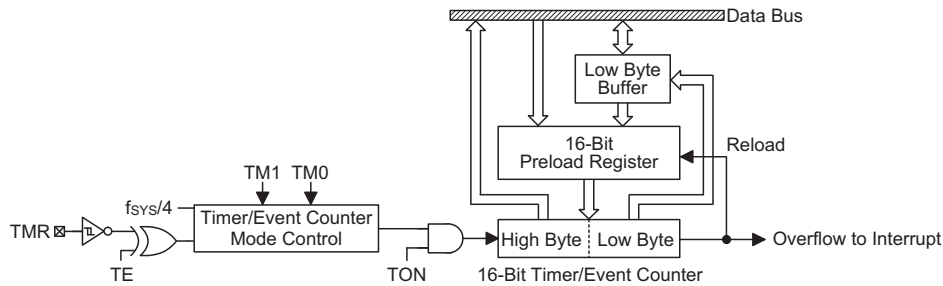 Data Bus
Low Byte
Buffer
16-Bit
Preload Register
Reload
TM1
TM0
fSYS/4
Timer/Event Counter
Mode Control
TMR
TE
TON
High Byte
Low Byte
Overflow to Interrupt
16-Bit Timer/Event Counter